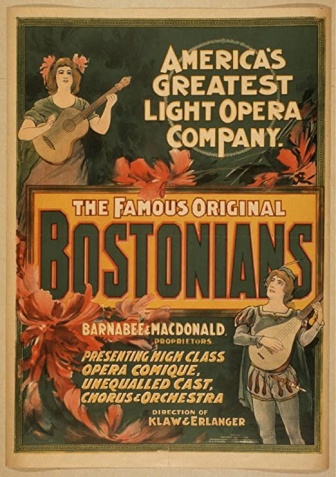 AMERICA'S
GREATEST
LIGHT OPERA
COMPANY.
THE FAMOUS ORIGINAL
BOSTONIANS
BARNABEE & MACDONALD
PROPRIETORS.
PRESENTING HIGH CLASS
OPERA COMIQUE,
UNEQUALLED CAST,
CHORUS & ORCHESTRA
DIRECTION OF
KLAW & ERLANGER